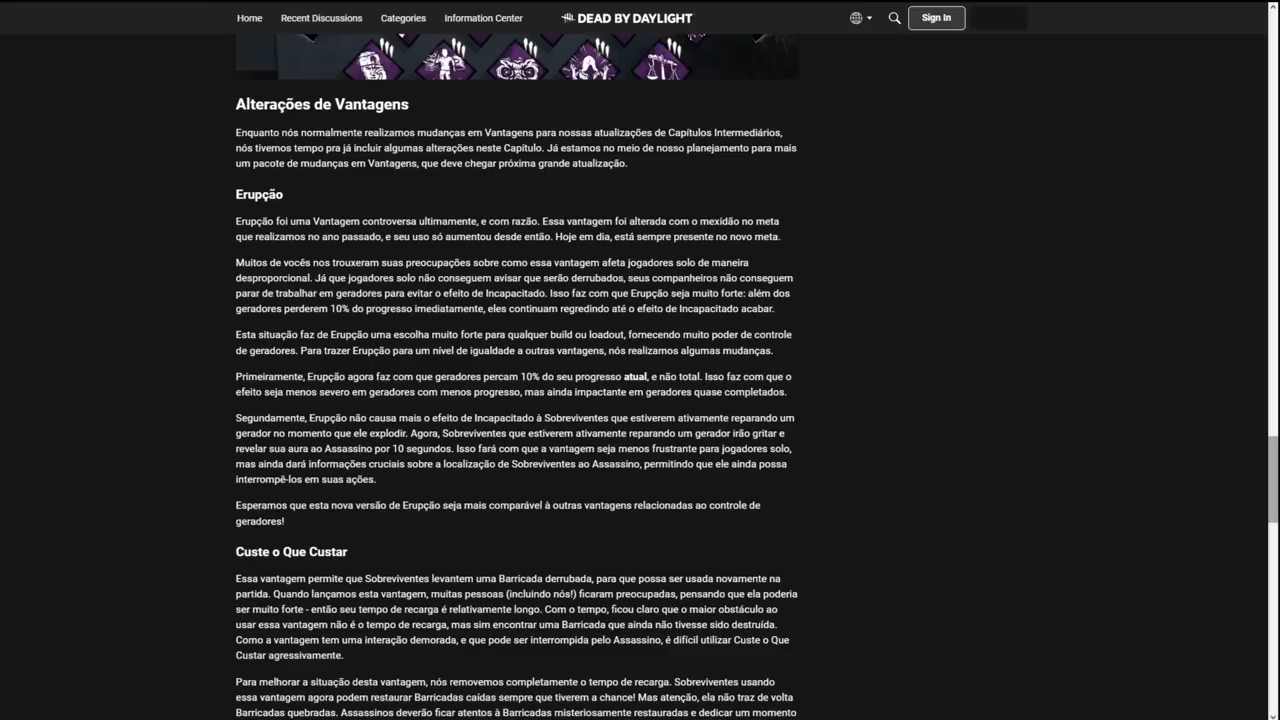 Home Recent Discussions Categories Information Center DEAD BY DAYLIGHT Sign In
Alterações de Vantagens
Enquanto nós normalmente realizamos mudanças em Vantagens para nossas atualizações de Capítulos Intermediários,
nós tivemos tempo pra já incluir algumas alterações neste Capítulo. Já estamos no meio de nosso planejamento para mais
um pacote de mudanças em Vantagens, que deve chegar próxima grande atualização.
Erupção
Erupção foi uma Vantagem controversa ultimamente, e com razão. Essa vantagem foi alterada com o mexidão no meta
que realizamos no ano passado, e seu uso só aumentou desde então. Hoje em dia, está sempre presente no novo meta.
Muitos de vocês nos trouxeram suas preocupações sobre como essa vantagem afeta jogadores solo de maneira
desproporcional. Já que jogadores solo não conseguem avisar que serão derrubados, seus companheiros não conseguem
parar de trabalhar em geradores para evitar o efeito de Incapacitado. Isso faz com que Erupção seja muito forte: além dos
geradores perderem 10% do progresso imediatamente, eles continuam regredindo até o efeito de Incapacitado acabar.
Esta situação faz de Erupção uma escolha muito forte para qualquer build ou loadout, fornecendo muito poder de controle
de geradores. Para trazer Erupção para um nível de igualdade a outras vantagens, nós realizamos algumas mudanças.
Primeiramente, Erupção agora faz com que geradores percam 10% do seu progresso atual, e não total. Isso faz com que o
efeito seja menos severo em geradores com menos progresso, mas ainda impactante em geradores quase completados.
Segundamente, Erupção não causa mais o efeito de Incapacitado à Sobreviventes que estiverem ativamente reparando um
gerador no momento que ele explodir. Agora, Sobreviventes que estiverem ativamente reparando um gerador irão gritar e
revelar sua aura ao Assassino por 10 segundos. Isso fará com que a vantagem seja menos frustrante para jogadores solo,
mas ainda dará informações cruciais sobre a localização de Sobreviventes ao Assassino, permitindo que ele ainda possa
interrompê-los em suas ações.
Esperamos que esta nova versão de Erupção seja mais comparável à outras vantagens relacionadas ao controle de
geradores!
Custe o Que Custar
Essa vantagem permite que Sobreviventes levantem uma Barricada derrubada, para que possa ser usada novamente na
partida. Quando lançamos esta vantagem, muitas pessoas (incluindo nós!) ficaram preocupadas, pensando que ela poderia
ser muito forte - então seu tempo de recarga é relativamente longo. Com o tempo, ficou claro que o maior obstáculo ao
usar essa vantagem não é o tempo de recarga, mas sim encontrar uma Barricada que ainda não tivesse sido destruída.
Como a vantagem tem uma interação demorada, e que pode ser interrompida pelo Assassino, é difícil utilizar Custe o Que
Custar agressivamente.
Para melhorar a situação desta vantagem, nós removemos completamente o tempo de recarga. Sobreviventes usando
essa vantagem agora podem restaurar Barricadas caídas sempre que tiverem a chance! Mas atenção, ela não traz de volta
Barricadas quebradas. Assassinos deverão ficar atentos à Barricadas misteriosamente restauradas e dedicar um momento